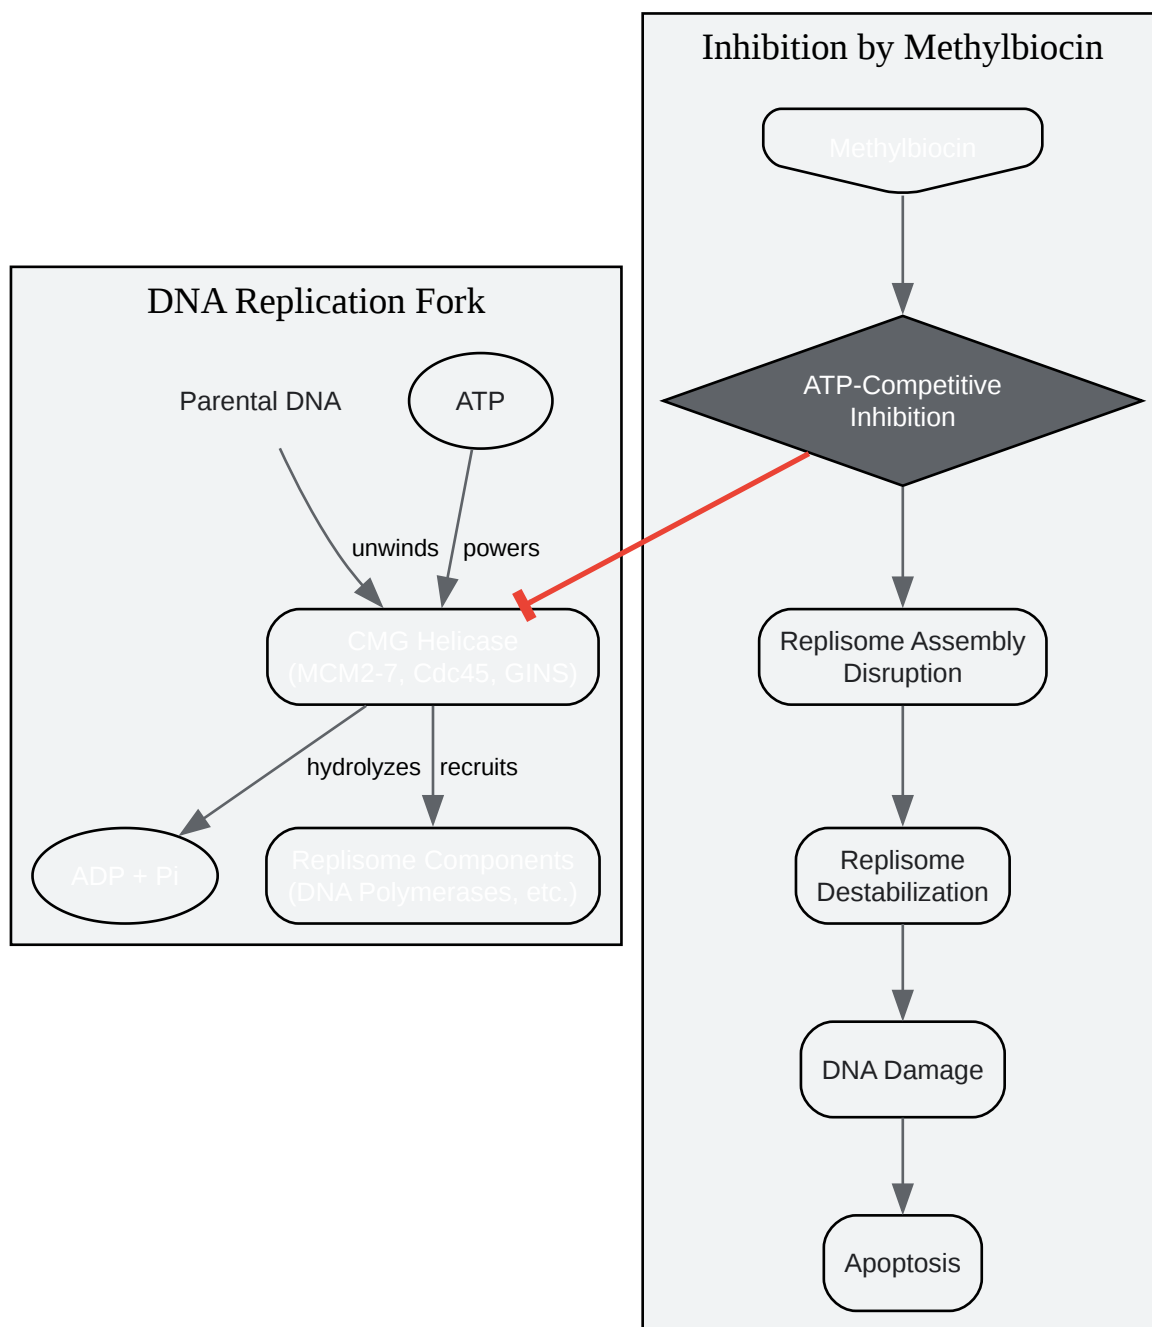 Inhibition by Methylbiocin
Methylbiocin
ATP-Competitive
Inhibition
Replisome Assembly
Disruption
Replisome
Destabilization
DNA Damage
Apoptosis
DNA Replication Fork
Parental DNA
ATP
unwinds
powers
CMG Helicase
(MCM2-7, Cdc45, GINS)
hydrolyzes
recruits
ADP + Pi
Replisome Components
(DNA Polymerases, etc.)